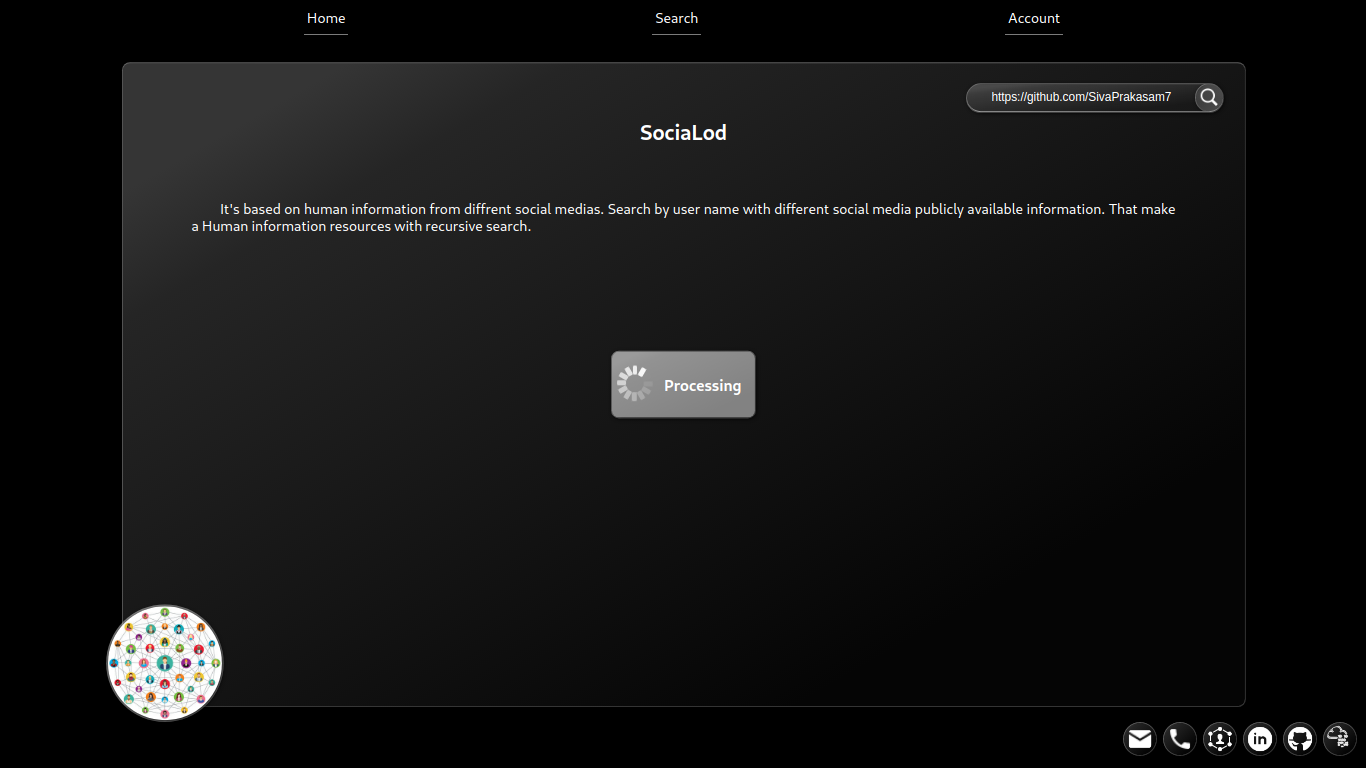 Home
Search
Account
https://github.com/SivaPrakasam7
SociaLod
It's based on human information from diffrent social medias. Search by user name with different social media publicly available information. That make
a Human information resources with recursive search.
Processing
in